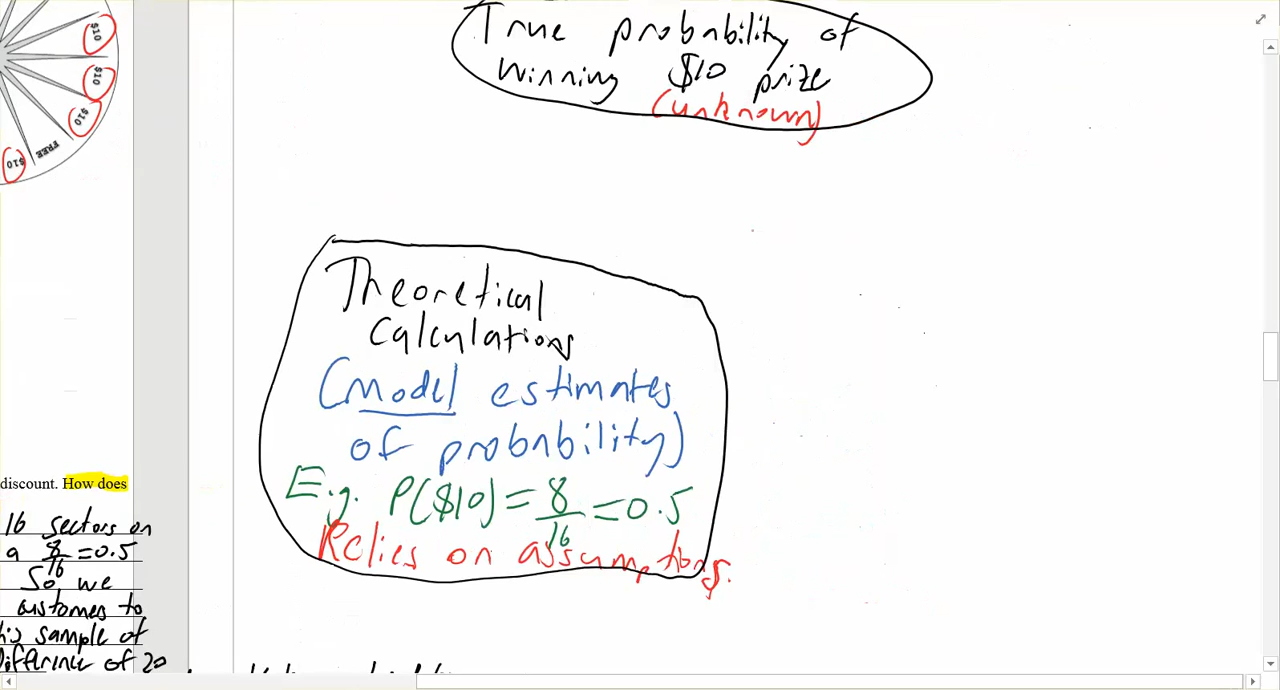 $10
$10
$10
FREE
$10
True probability of
winning $10 prize
(unknown)
Theoretical
Calculations
(Model estimates
of probability)
E.g. P($10) = 8/16 = 0.5
Relies on assumptions.
discount. How does
16 sectors on
a 8/16 = 0.5
So we
customes to
his sample of
difference of 20